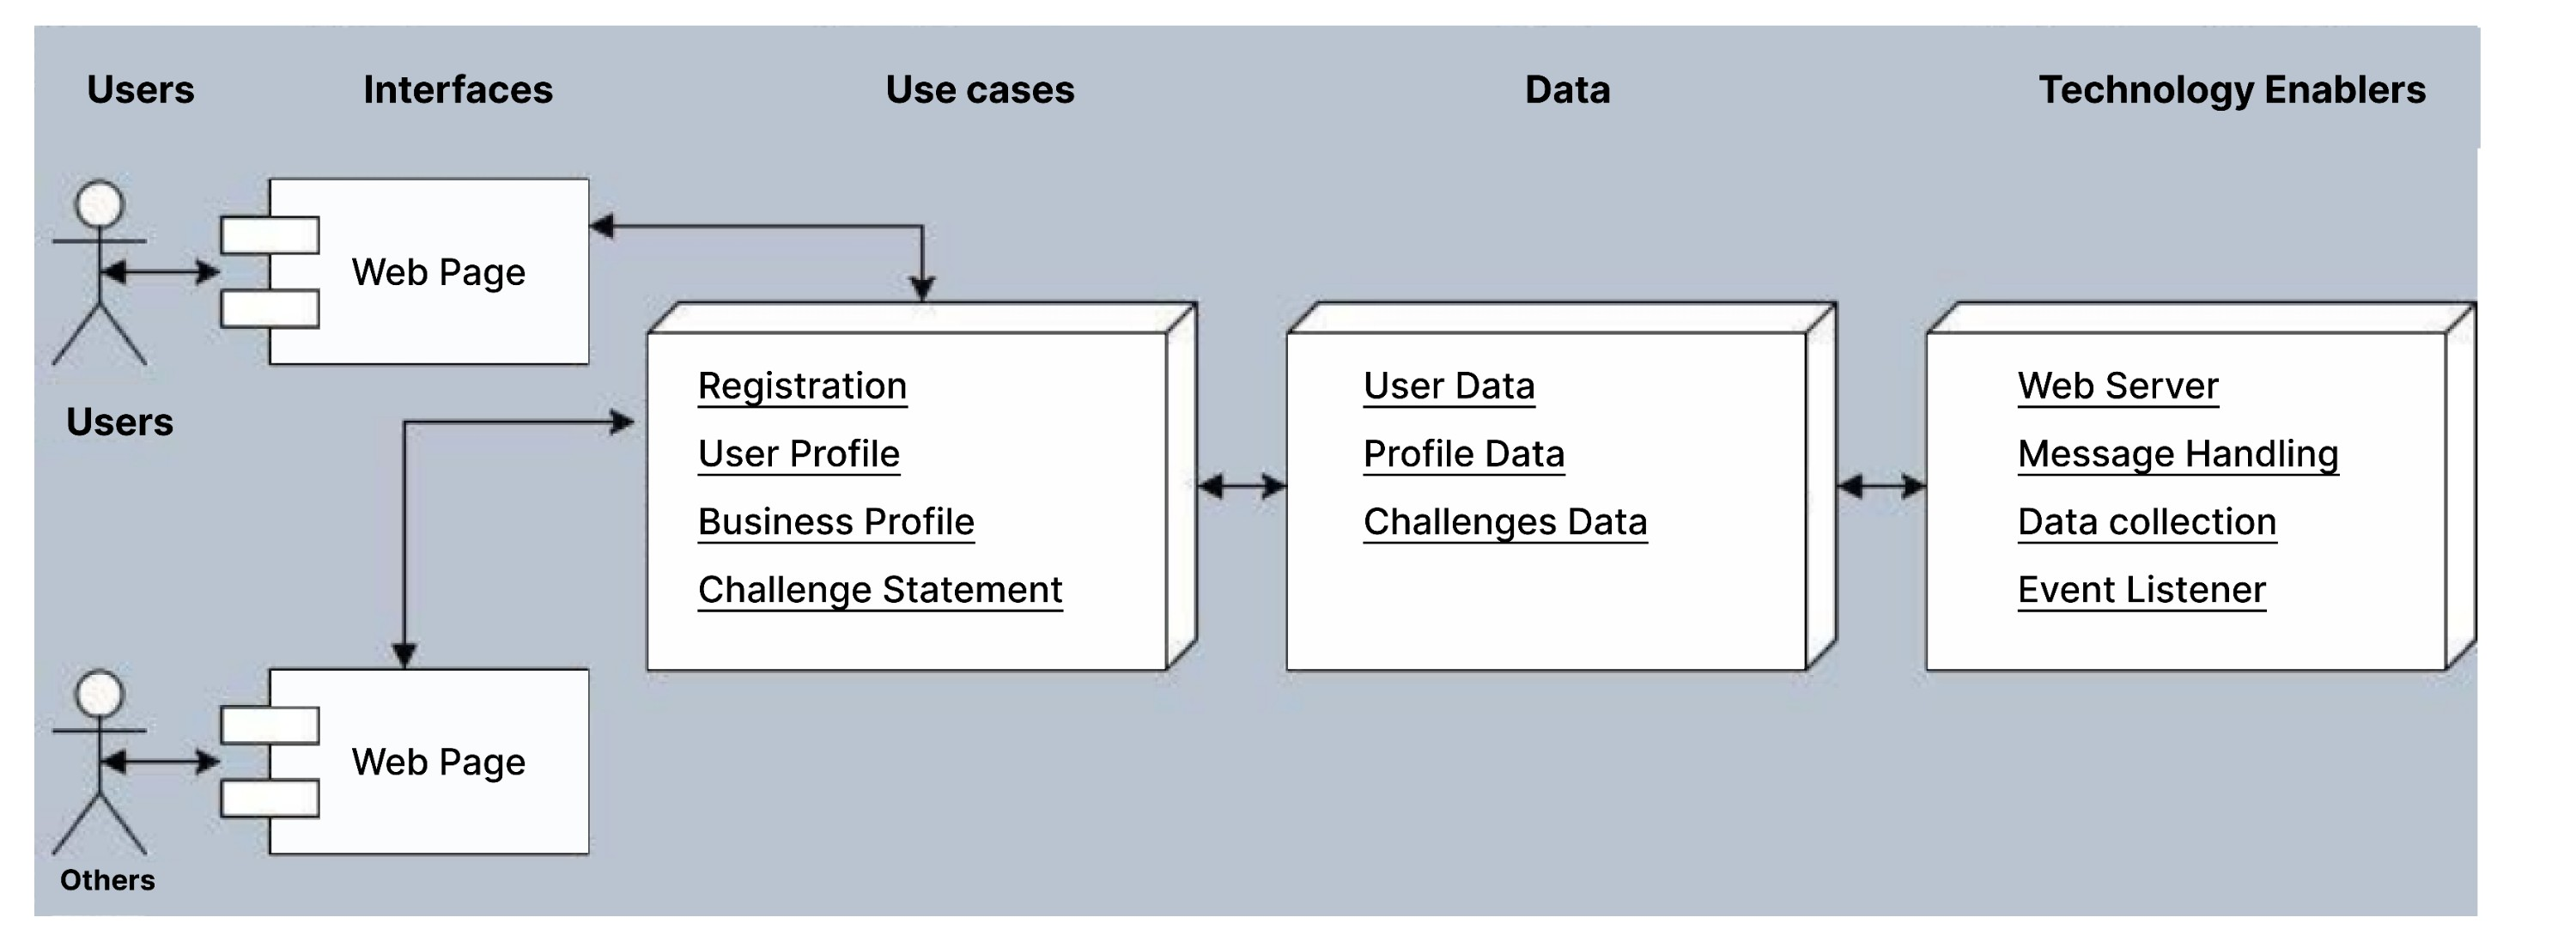 Users
Interfaces
Use cases
Data
Technology Enablers
Web Page
Users
Registration
User Profile
Business Profile
Challenge Statement
User Data
Profile Data
Challenges Data
Web Server
Message Handling
Data collection
Event Listener
Web Page
Others